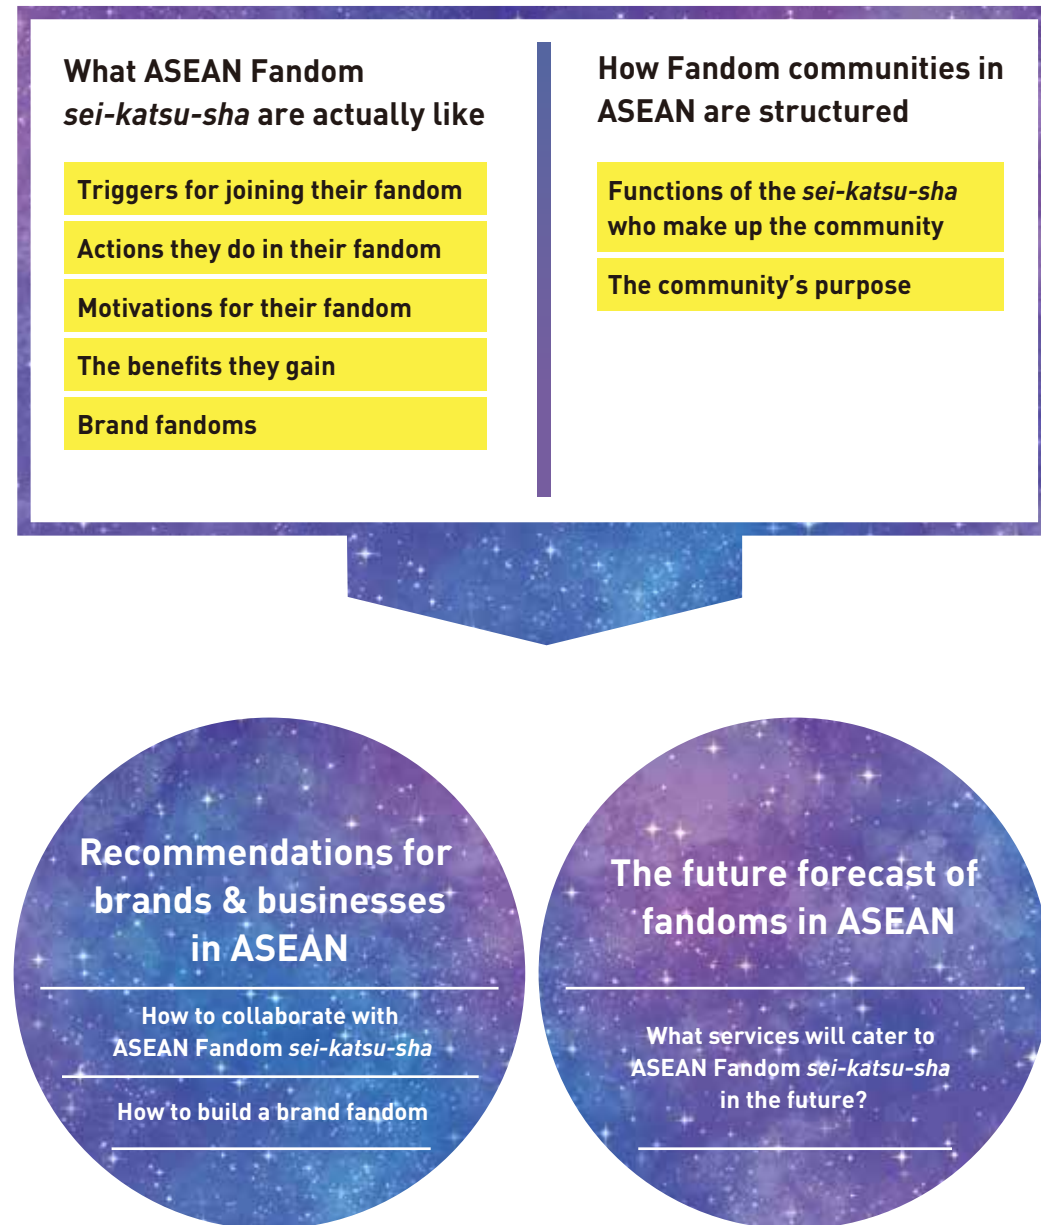 What ASEAN Fandom
sei-katsu-sha are actually like
Triggers for joining their fandom
Actions they do in their fandom
Motivations for their fandom
The benefits they gain
Brand fandoms
How Fandom communities in
ASEAN are structured
Functions of the sei-katsu-sha
who make up the community
The community’s purpose
Recommendations for
brands & businesses
in ASEAN
How to collaborate with
ASEAN Fandom sei-katsu-sha
How to build a brand fandom
The future forecast of
fandoms in ASEAN
What services will cater to
ASEAN Fandom sei-katsu-sha
in the future?